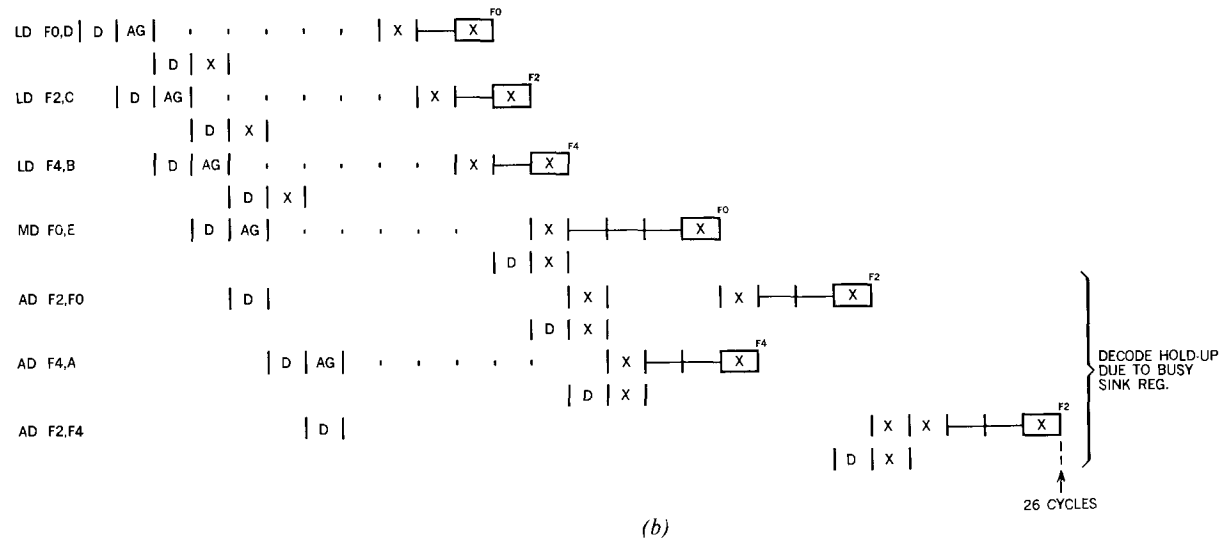 F0
LD F0,D D AG X X
D X
F2
LD F2,C D AG X X
D X
F4
LD F4,B D AG X X
D X
F0
MD F0,E D AG X X
D X
F2
AD F2,F0 D X X X
D X
F4
AD F4,A D AG X X
D X
F2
AD F2,F4 D X X X
D X
DECODE HOLD-UP
DUE TO BUSY
SINK REG.
26 CYCLES
(b)